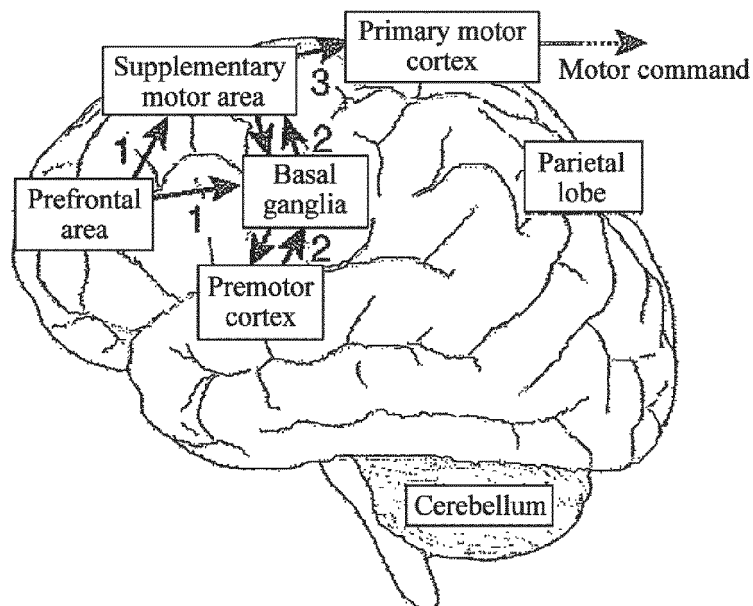 Primary motor
cortex
Motor command
Supplementary
motor area
3
1
2
Basal
ganglia
Parietal
lobe
Prefrontal
area
1
2
Premotor
cortex
Cerebellum